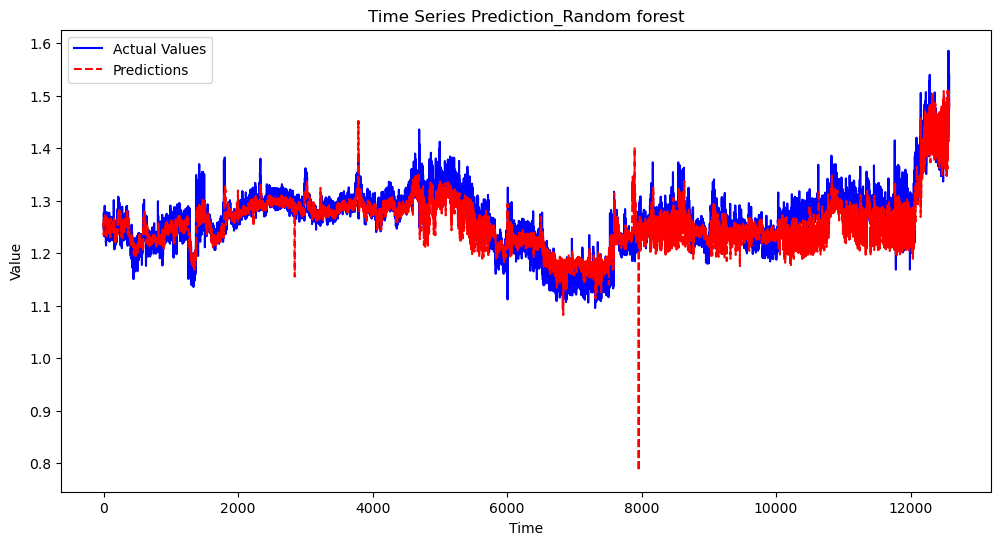 Time Series Prediction_Random forest
Actual Values
Predictions
Value
1.6
1.5
1.4
1.3
1.2
1.1
1.0
0.9
0.8
0 2000 4000 6000 8000 10000 12000
Time